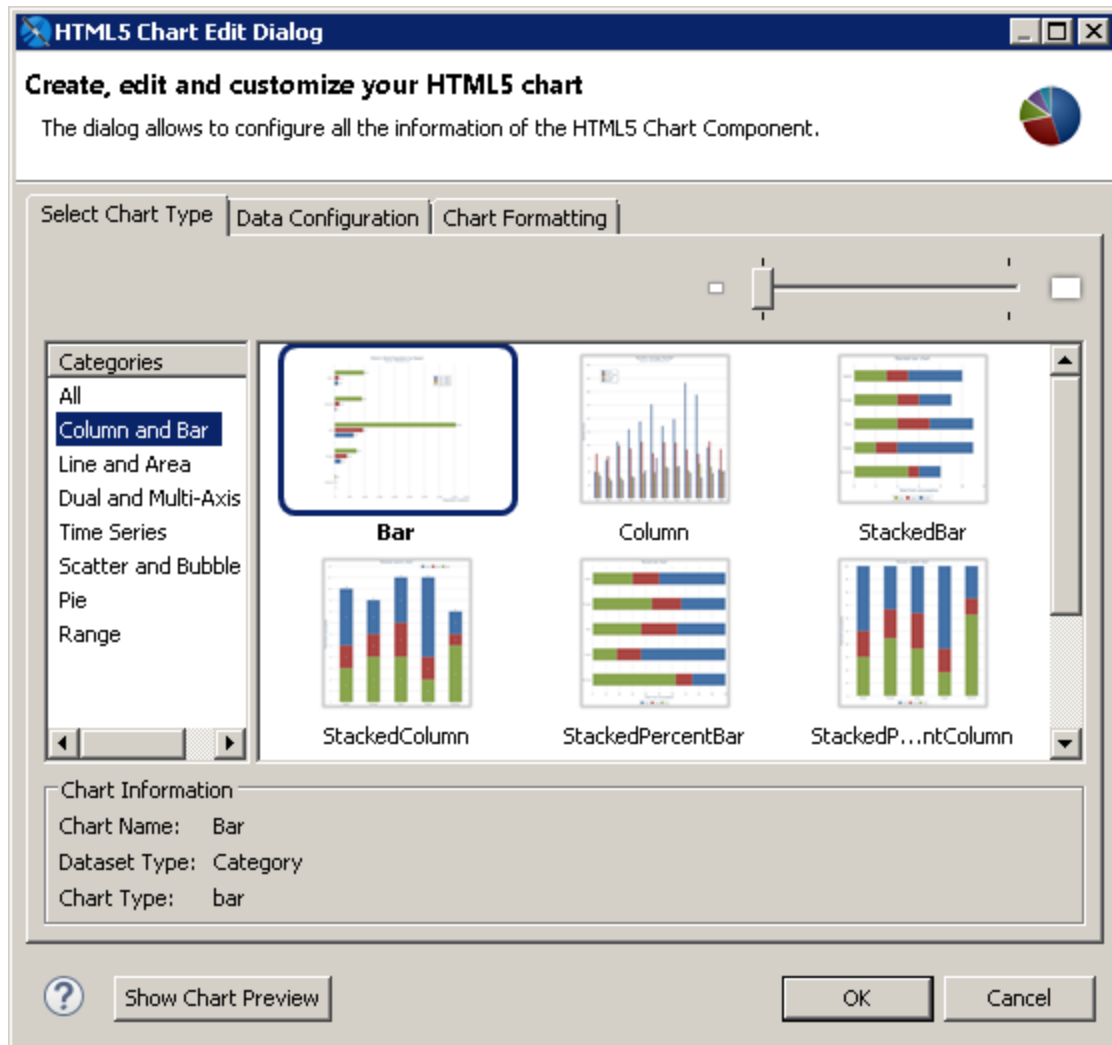 HTML5 Chart Edit Dialog
Create, edit and customize your HTML5 chart
The dialog allows to configure all the information of the HTML5 Chart Component.
Select Chart Type
Data Configuration
Chart Formatting
Categories
All
Column and Bar
Line and Area
Dual and Multi-Axis
Time Series
Scatter and Bubble
Pie
Range
Bar
Column
StackedBar
StackedColumn
StackedPercentBar
StackedP...ntColumn
Chart Information
Chart Name: Bar
Dataset Type: Category
Chart Type: bar
Show Chart Preview
OK
Cancel